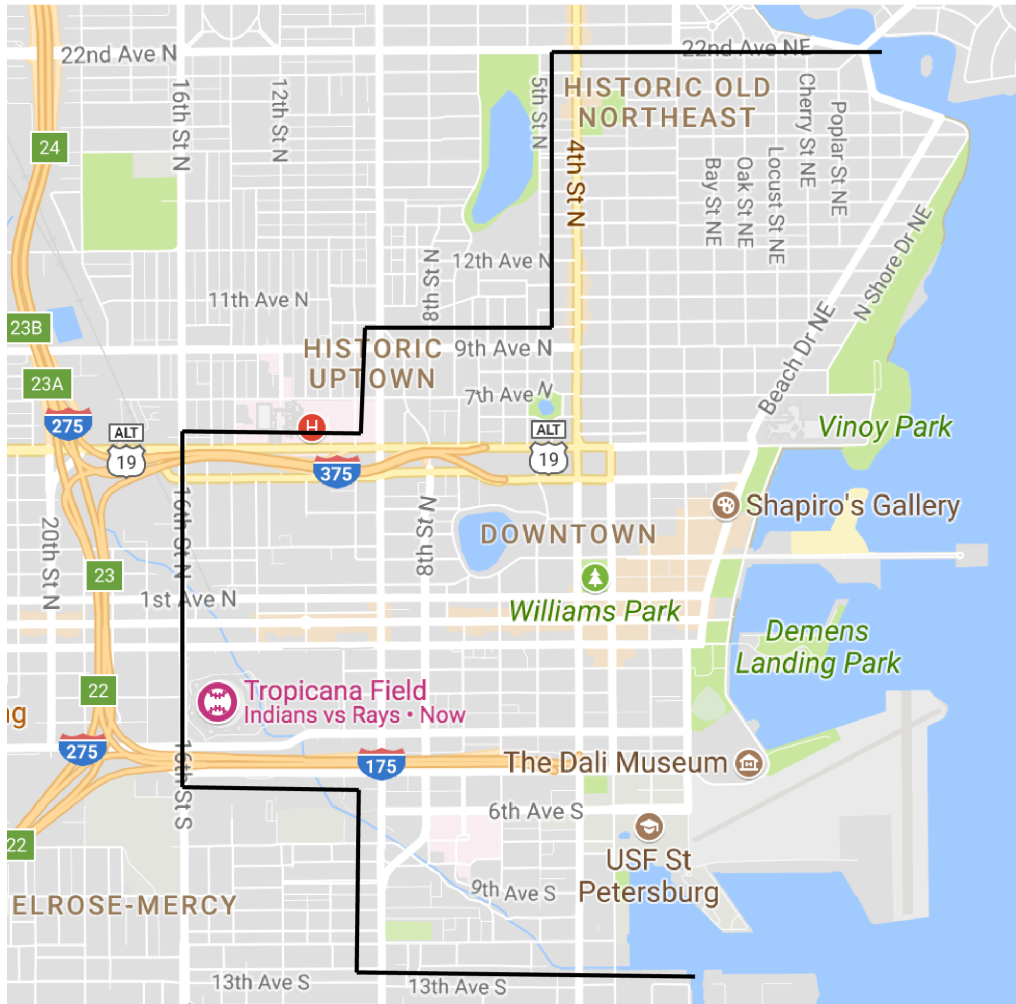 22nd Ave N
22nd Ave NE
16th St N
12th St N
5th St N
HISTORIC OLD
NORTHEAST
Cherry St NE
Poplar St NE
24
4th St N
Locust St NE
Oak St NE
Bay St NE
N Shore Dr NE
12th Ave N
8th St N
11th Ave N
23B
HISTORIC
UPTOWN
9th Ave N
Beach Dr NE
23A
7th Ave N
275
ALT
19
H
ALT
19
Vinoy Park
375
16th St N
8th St N
Shapiro's Gallery
20th St N
DOWNTOWN
23
1st Ave N
Williams Park
Demens
Landing Park
22
Tropicana Field
Indians vs Rays • Now
ng
275
16th St S
175
The Dali Museum
6th Ave S
22
USF St
Petersburg
9th Ave S
ELROSE-MERCY
13th Ave S
13th Ave S